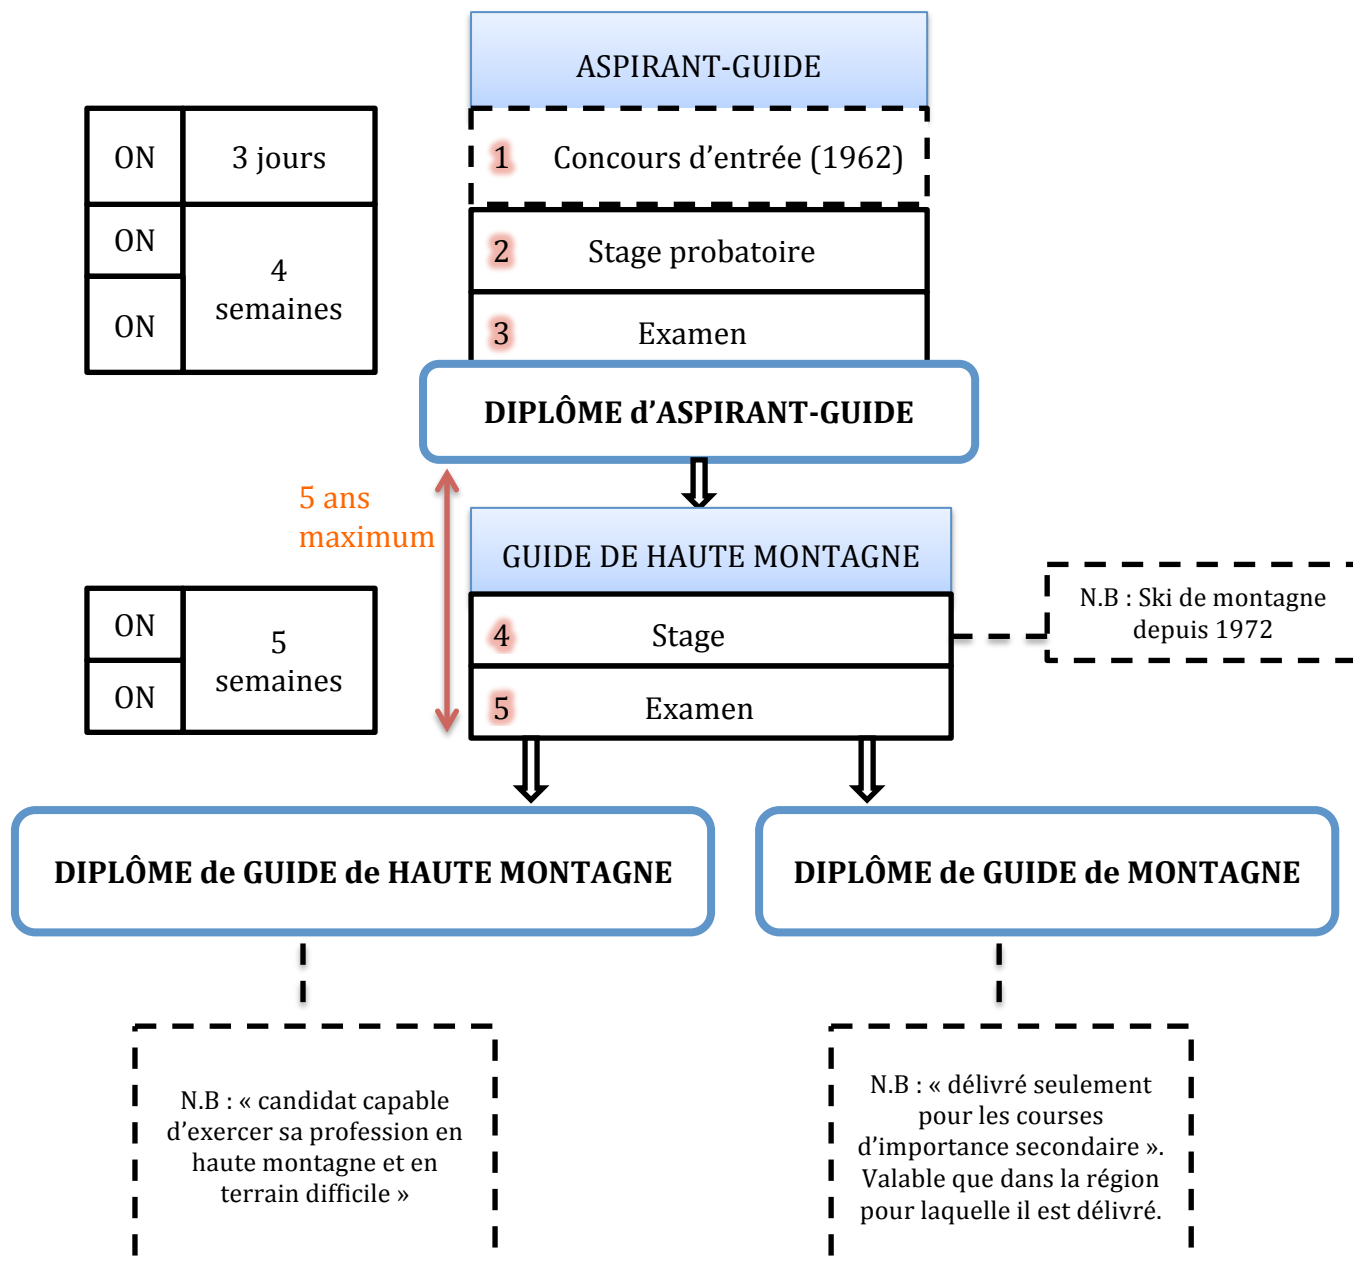 ASPIRANT-GUIDE
ON
3 jours
1 Concours d'entrée (1962)
ON
4
semaines
2 Stage probatoire
ON
3 Examen
DIPLÔME d'ASPIRANT-GUIDE
5 ans
maximum
GUIDE DE HAUTE MONTAGNE
ON
5
semaines
4 Stage
N.B : Ski de montagne
depuis 1972
ON
5 Examen
DIPLÔME de GUIDE de HAUTE MONTAGNE
DIPLÔME de GUIDE de MONTAGNE
N.B : « candidat capable
d'exercer sa profession en
haute montagne et en
terrain difficile »
N.B : « délivré seulement
pour les courses
d'importance secondaire ».
Valable que dans la région
pour laquelle il est délivré.